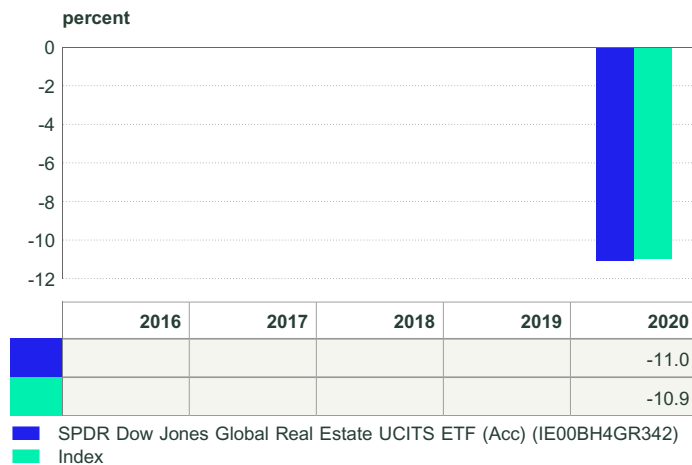 percent
0
-2
-4
-6
-8
-10
-12
2016 2017 2018 2019 2020
-11.0
-10.9
SPDR Dow Jones Global Real Estate UCITS ETF (Acc) (IE00BH4GR342)
Index